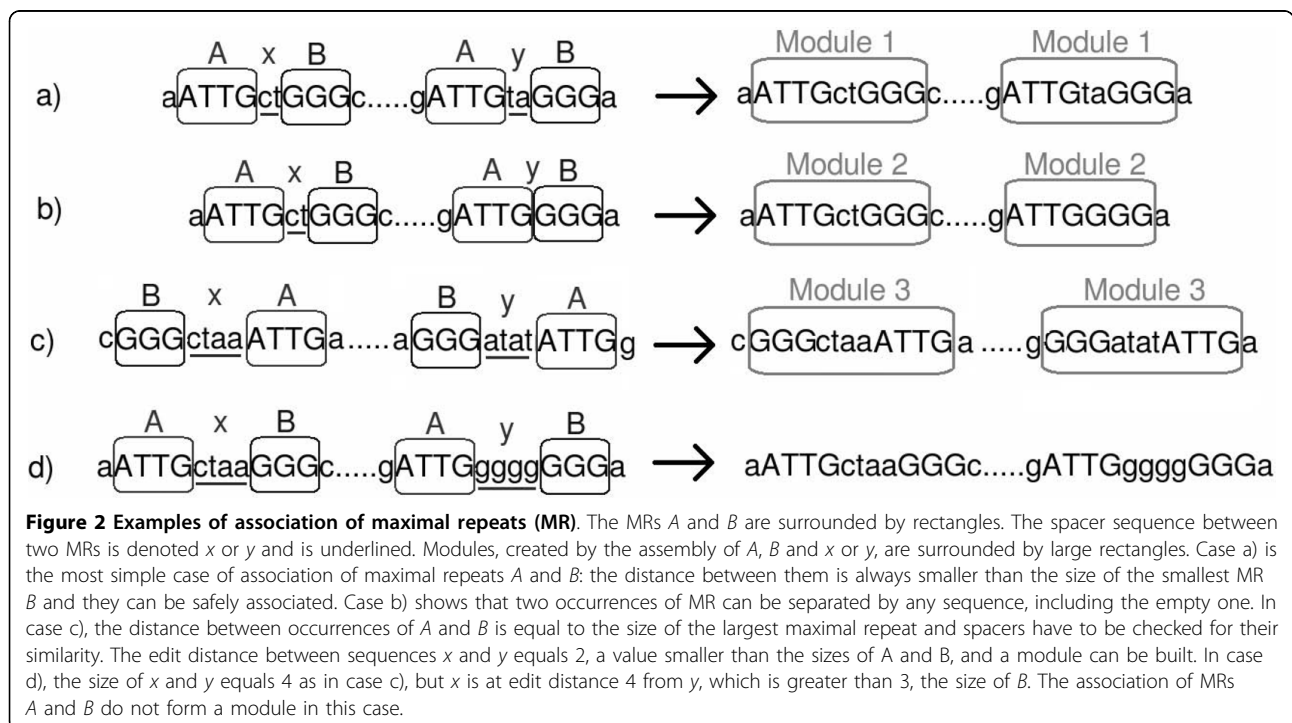 A x B A y B Module 1 Module 1
a) aATTGctGGGc.....gATTGtaGGGa aATTGctGGGc.....gATTGtaGGGa
A x B A y B Module 2 Module 2
b) aATTGctGGGc.....gATTGGGGa aATTGctGGGc.....gATTGGGGa
B x A B y A Module 3 Module 3
c) cGGGctaaATTGa.....aGGGatatATTGg cGGGctaaATTGa.....gGGGatatATTGa
A x B A y B
d) aATTGctaaGGGc.....gATTGggggGGGa aATTGctaaGGGc.....gATTGggggGGGa
Figure 2 Examples of association of maximal repeats (MR). The MRs A and B are surrounded by rectangles. The spacer sequence between
two MRs is denoted x or y and is underlined. Modules, created by the assembly of A, B and x or y, are surrounded by large rectangles. Case a) is
the most simple case of association of maximal repeats A and B: the distance between them is always smaller than the size of the smallest MR
B and they can be safely associated. Case b) shows that two occurrences of MR can be separated by any sequence, including the empty one. In
case c), the distance between occurrences of A and B is equal to the size of the largest maximal repeat and spacers have to be checked for their
similarity. The edit distance between sequences x and y equals 2, a value smaller than the sizes of A and B, and a module can be built. In case
d), the size of x and y equals 4 as in case c), but x is at edit distance 4 from y, which is greater than 3, the size of B. The association of MRs
A and B do not form a module in this case.